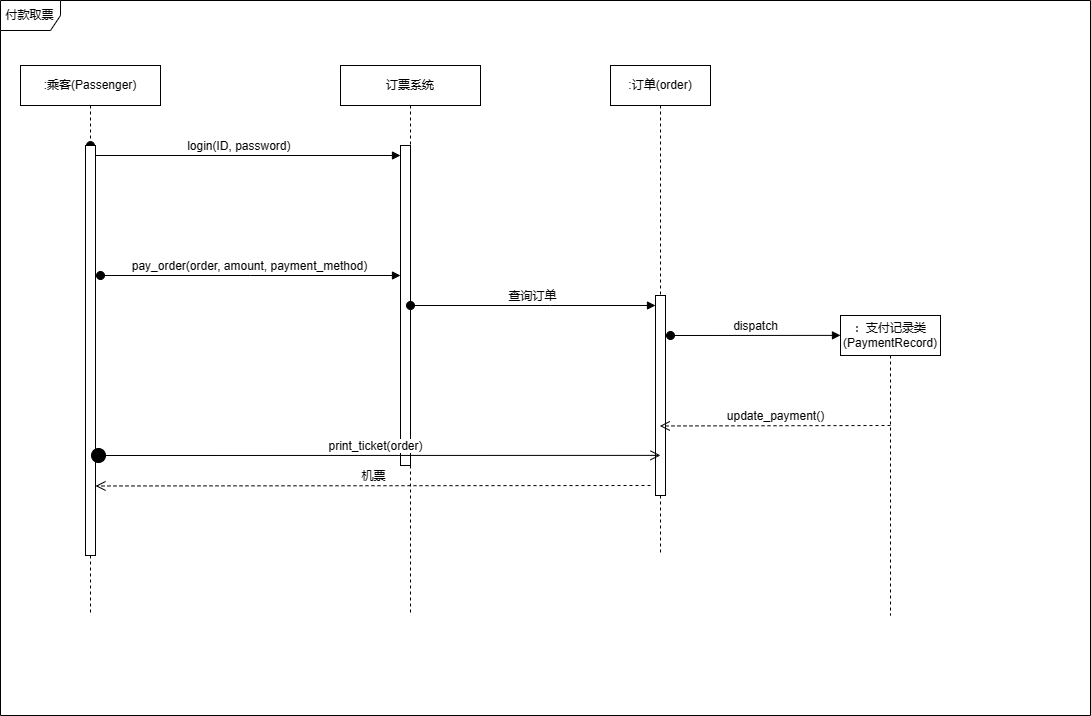 付款取票
:乘客(Passenger)
订票系统
:订单(order)
login(ID, password)
pay_order(order, amount, payment_method)
查询订单
dispatch
：支付记录类
(PaymentRecord)
update_payment()
print_ticket(order)
机票